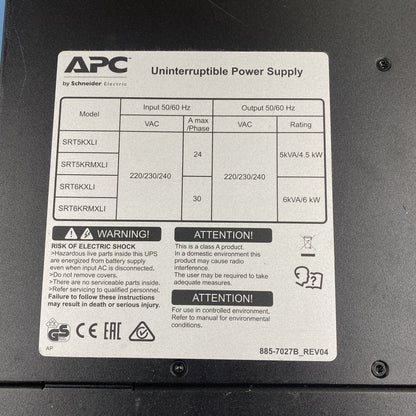 APC
by Schneider Electric
Uninterruptible Power Supply
Model
Input 50/60 Hz
Output 50/60 Hz
VAC
A max
/Phase
VAC
Rating
SRT5KXLI
SRT5KRMXLI
SRT6KXLI
SRT6KRMXLI
220/230/240
24
30
220/230/240
5kVA/4.5 kW
6kVA/6 kW
WARNING!
RISK OF ELECTRIC SHOCK
>Hazardous live parts inside this UPS
are energized from battery supply
even when input AC is disconnected.
>Do not remove covers.
>There are no serviceable parts inside.
>Refer servicing to qualified personnel.
Failure to follow these instructions
may result in death or serious injury.
ATTENTION!
This is a class A product.
In a domestic environment this
product may cause radio
interference.
The user may be required to take
adequate measures.
ATTENTION!
For use in controlled environment.
Refer to manual for environmental
conditions.
GS
CE
EAC
AP
885-7027B_REV04